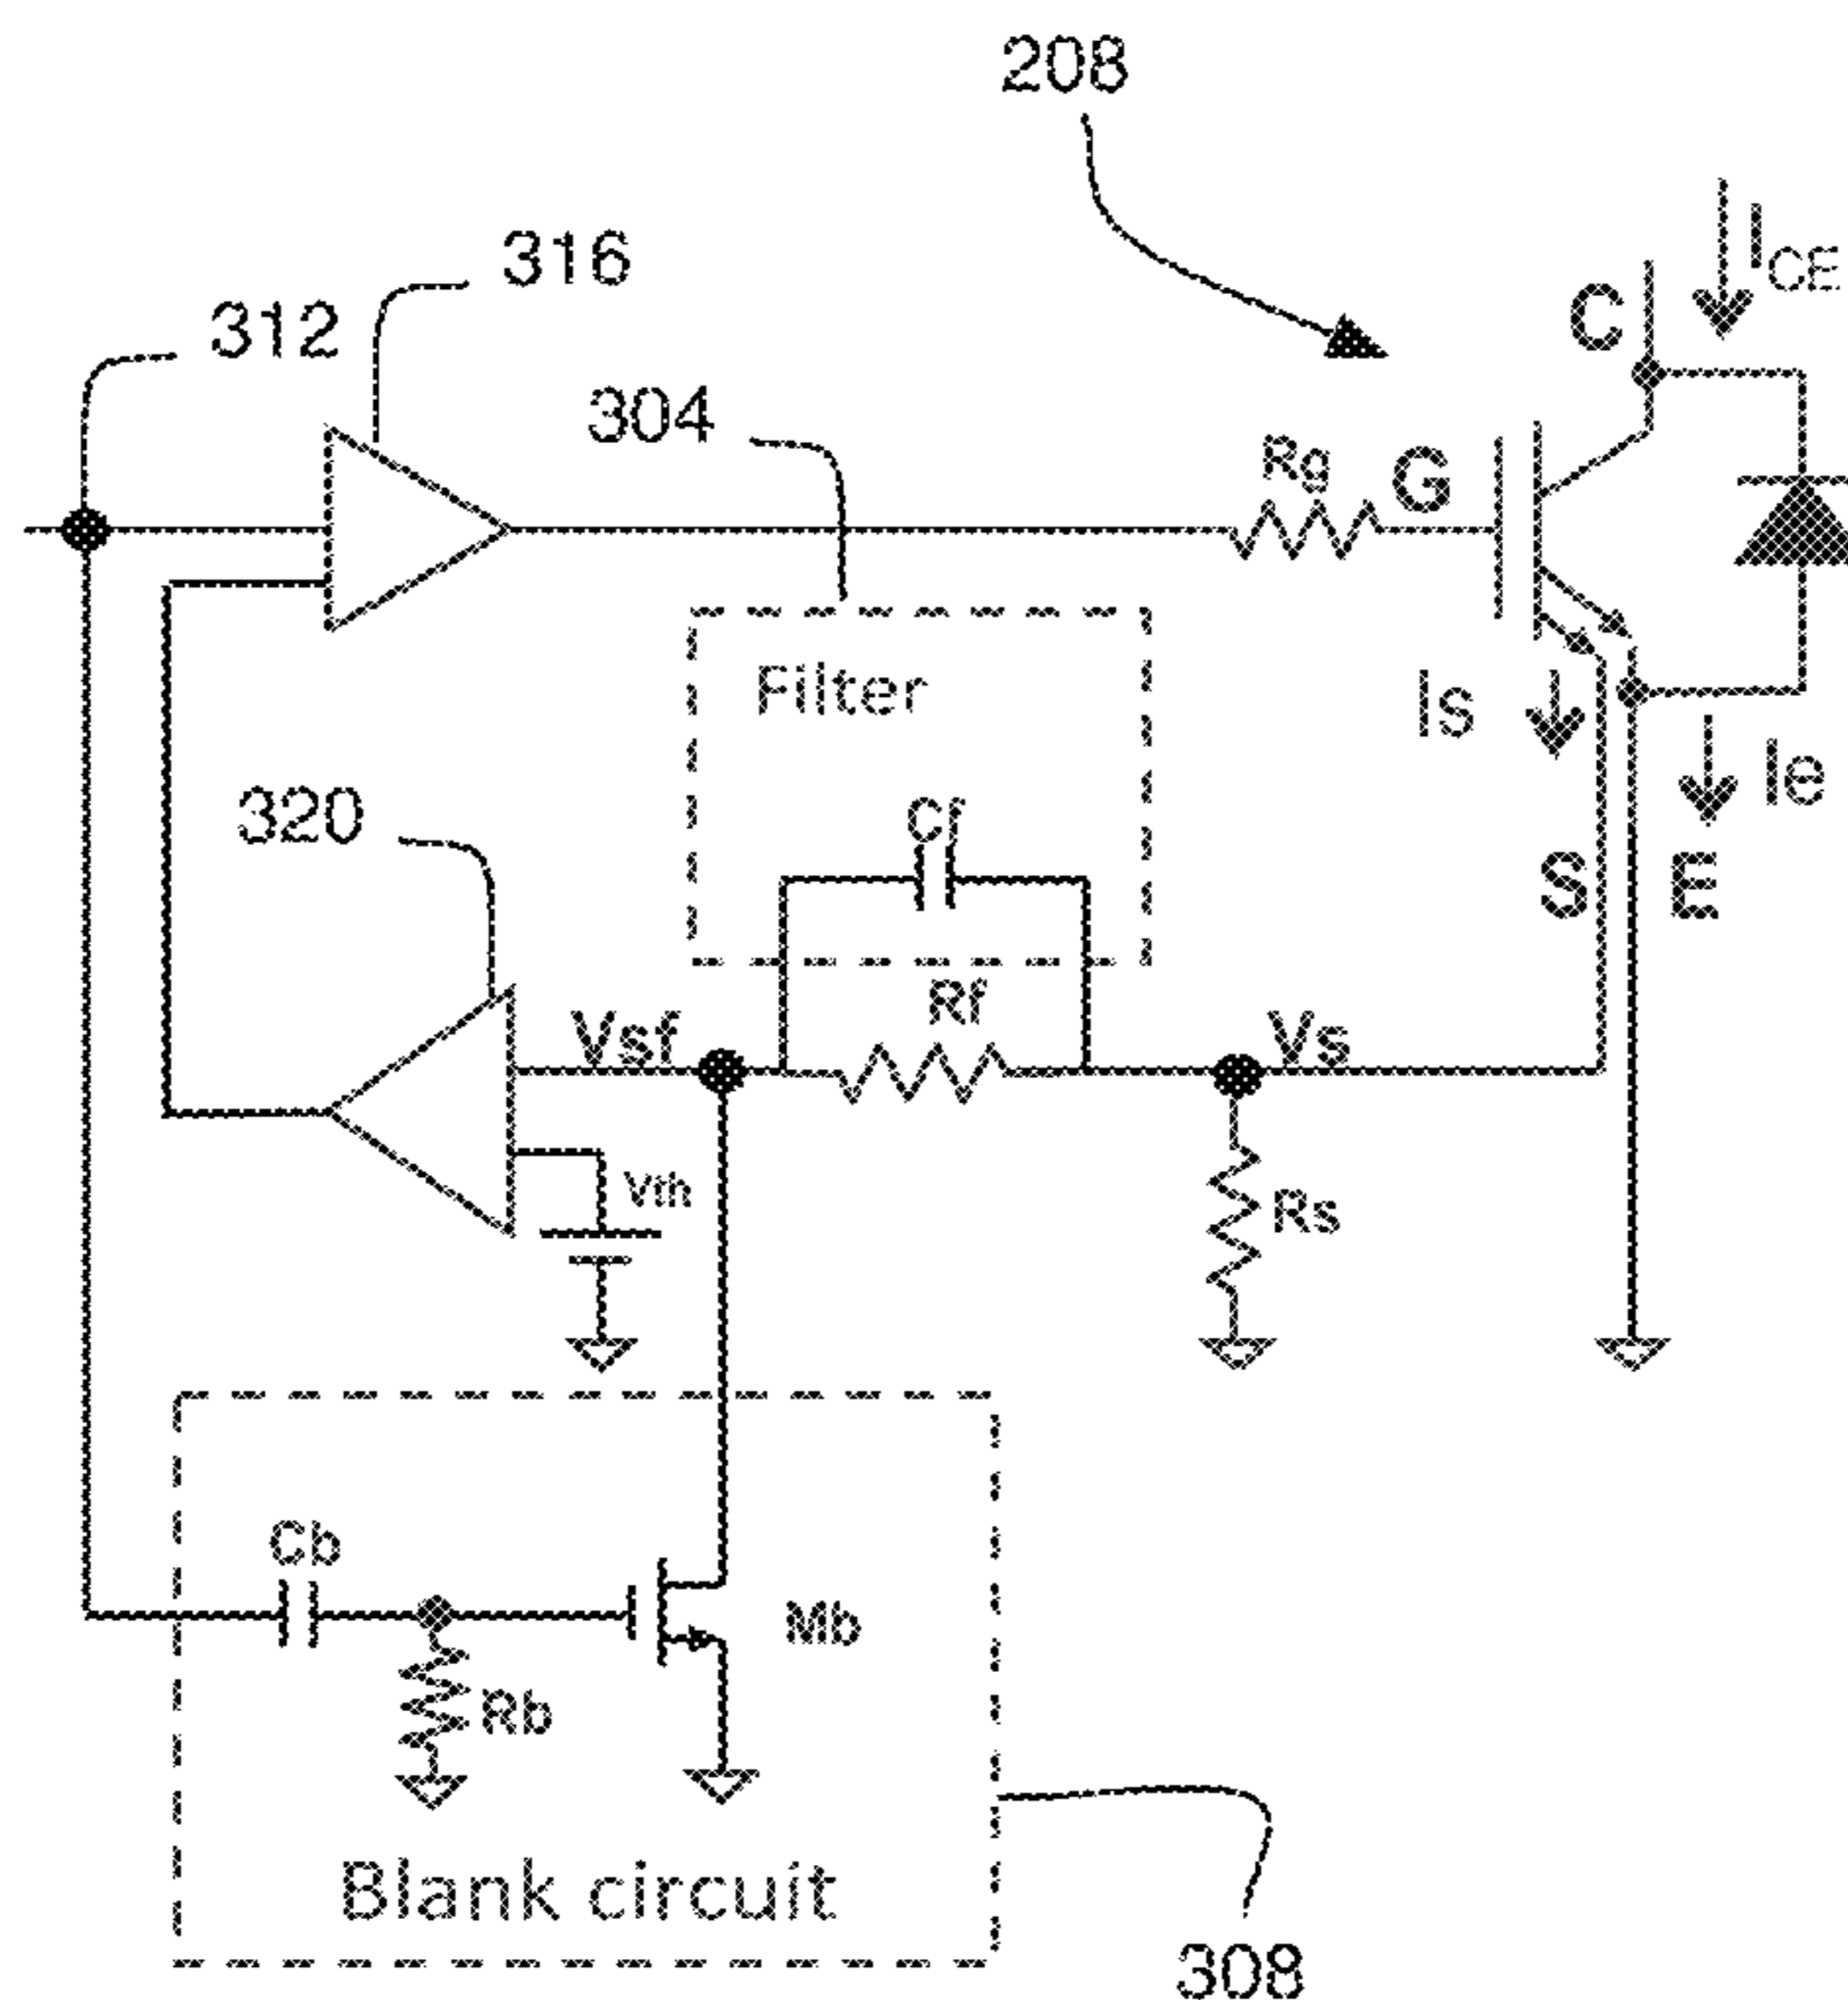 208
316
312
304
I_CE
C
Rg
G
Filter
Is
Ie
320
Cf
S
E
Rf
Vsf
Vs
Vth
Rs
Cb
Mb
Rb
Blank circuit
308